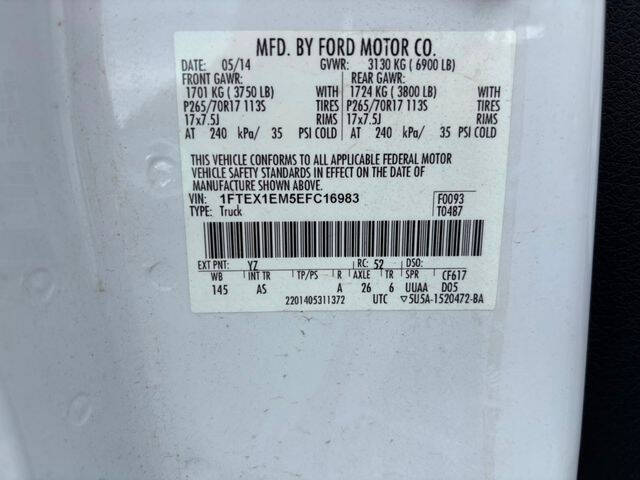 MFD. BY FORD MOTOR CO.
DATE: 05/14 GVWR: 3130 KG ( 6900 LB)
FRONT GAWR: REAR GAWR:
1701 KG ( 3750 LB) WITH 1724 KG ( 3800 LB) WITH
P265/70R17 113S TIRES P265/70R17 113S TIRES
17x7.5J RIMS 17x7.5J RIMS
AT 240 kPa/ 35 PSI COLD AT 240 kPa/ 35 PSI COLD
THIS VEHICLE CONFORMS TO ALL APPLICABLE FEDERAL MOTOR
VEHICLE SAFETY STANDARDS IN EFFECT ON THE DATE OF
MANUFACTURE SHOWN ABOVE.
VIN: 1FTEX1EM5EFC16983 F0093
TYPE: Truck T0487
EXT PNT: YZ RC: 52 DSO:
WB INT TR TP/PS R AXLE TR SPR CF617
145 AS A 26 6 UUAA D05
2201405311372 UTC ▽5U5A-1520472-BA